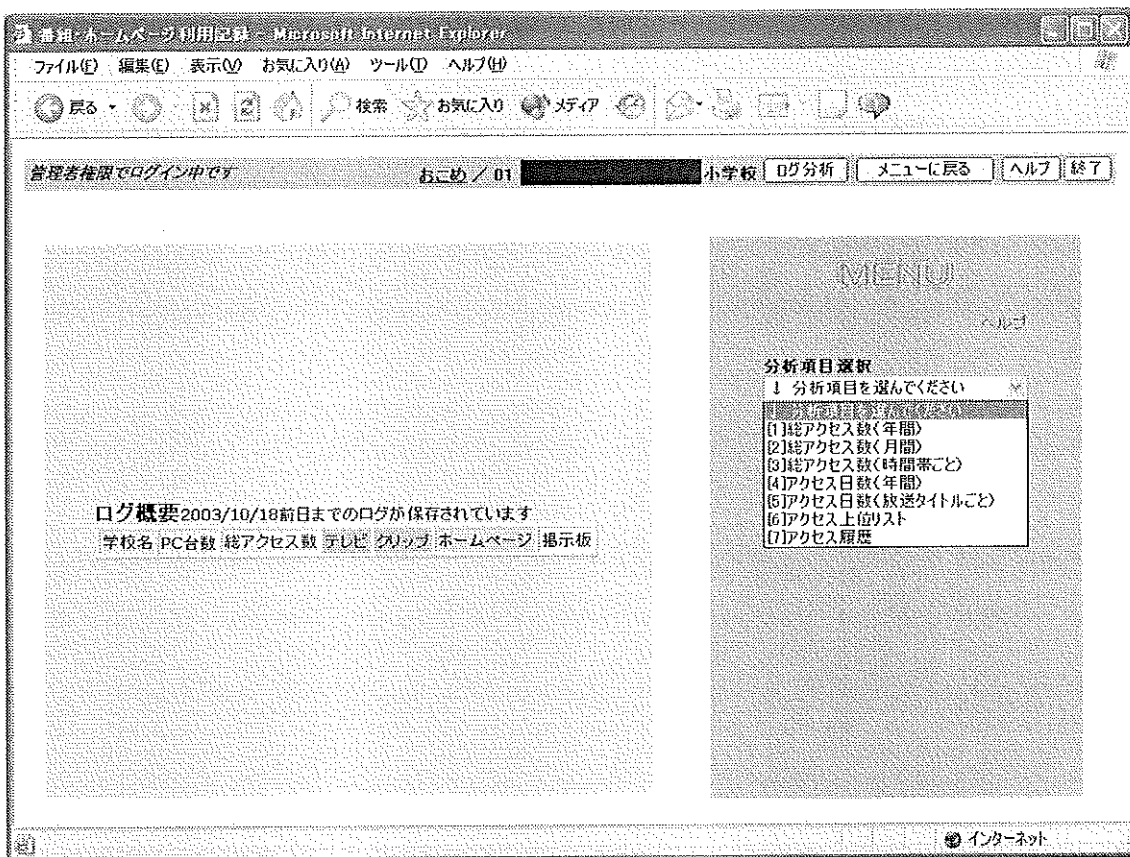 番組・ホームページ利用記録 - Microsoft Internet Explorer
ファイル(F) 編集(E) 表示(V) お気に入り(A) ツール(T) ヘルプ(H)
戻る 検索 お気に入り メディア
管理者権限でログイン中です おこめ / 01 小学校 ログ分析 メニューに戻る ヘルプ 終了
MENU
ヘルプ
分析項目選択
↓ 分析項目を選んでください
↓ 分析項目を選んでください
[1]総アクセス数(年間)
[2]総アクセス数(月間)
[3]総アクセス数(時間帯ごと)
[4]アクセス日数(年間)
[5]アクセス日数(放送タイトルごと)
[6]アクセス上位リスト
[7]アクセス履歴
ログ概要2003/10/18前日までのログが保存されています
学校名 PC台数 総アクセス数 テレビ クリップ ホームページ 掲示板
インターネット